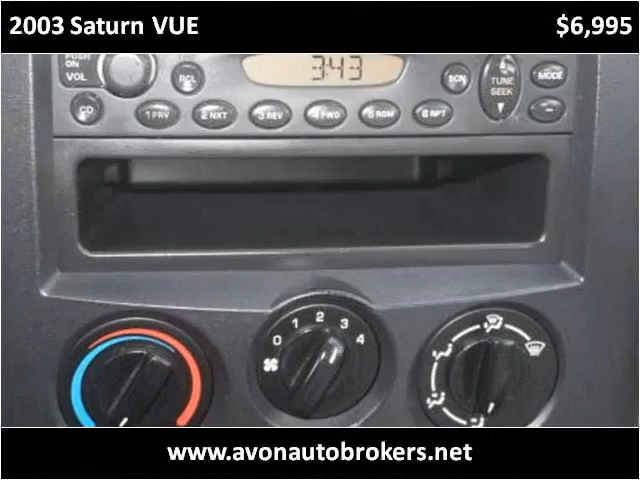 2003 Saturn VUE $6,995
PUSH
ON
VOL
RCL
3:43
SCN
TUNE
SEEK
MODE
CD
1 PRV 2 NXT 3 REV 4 FWD 5 RDM 6 RPT -
0 1 2 3 4
www.avonautobrokers.net